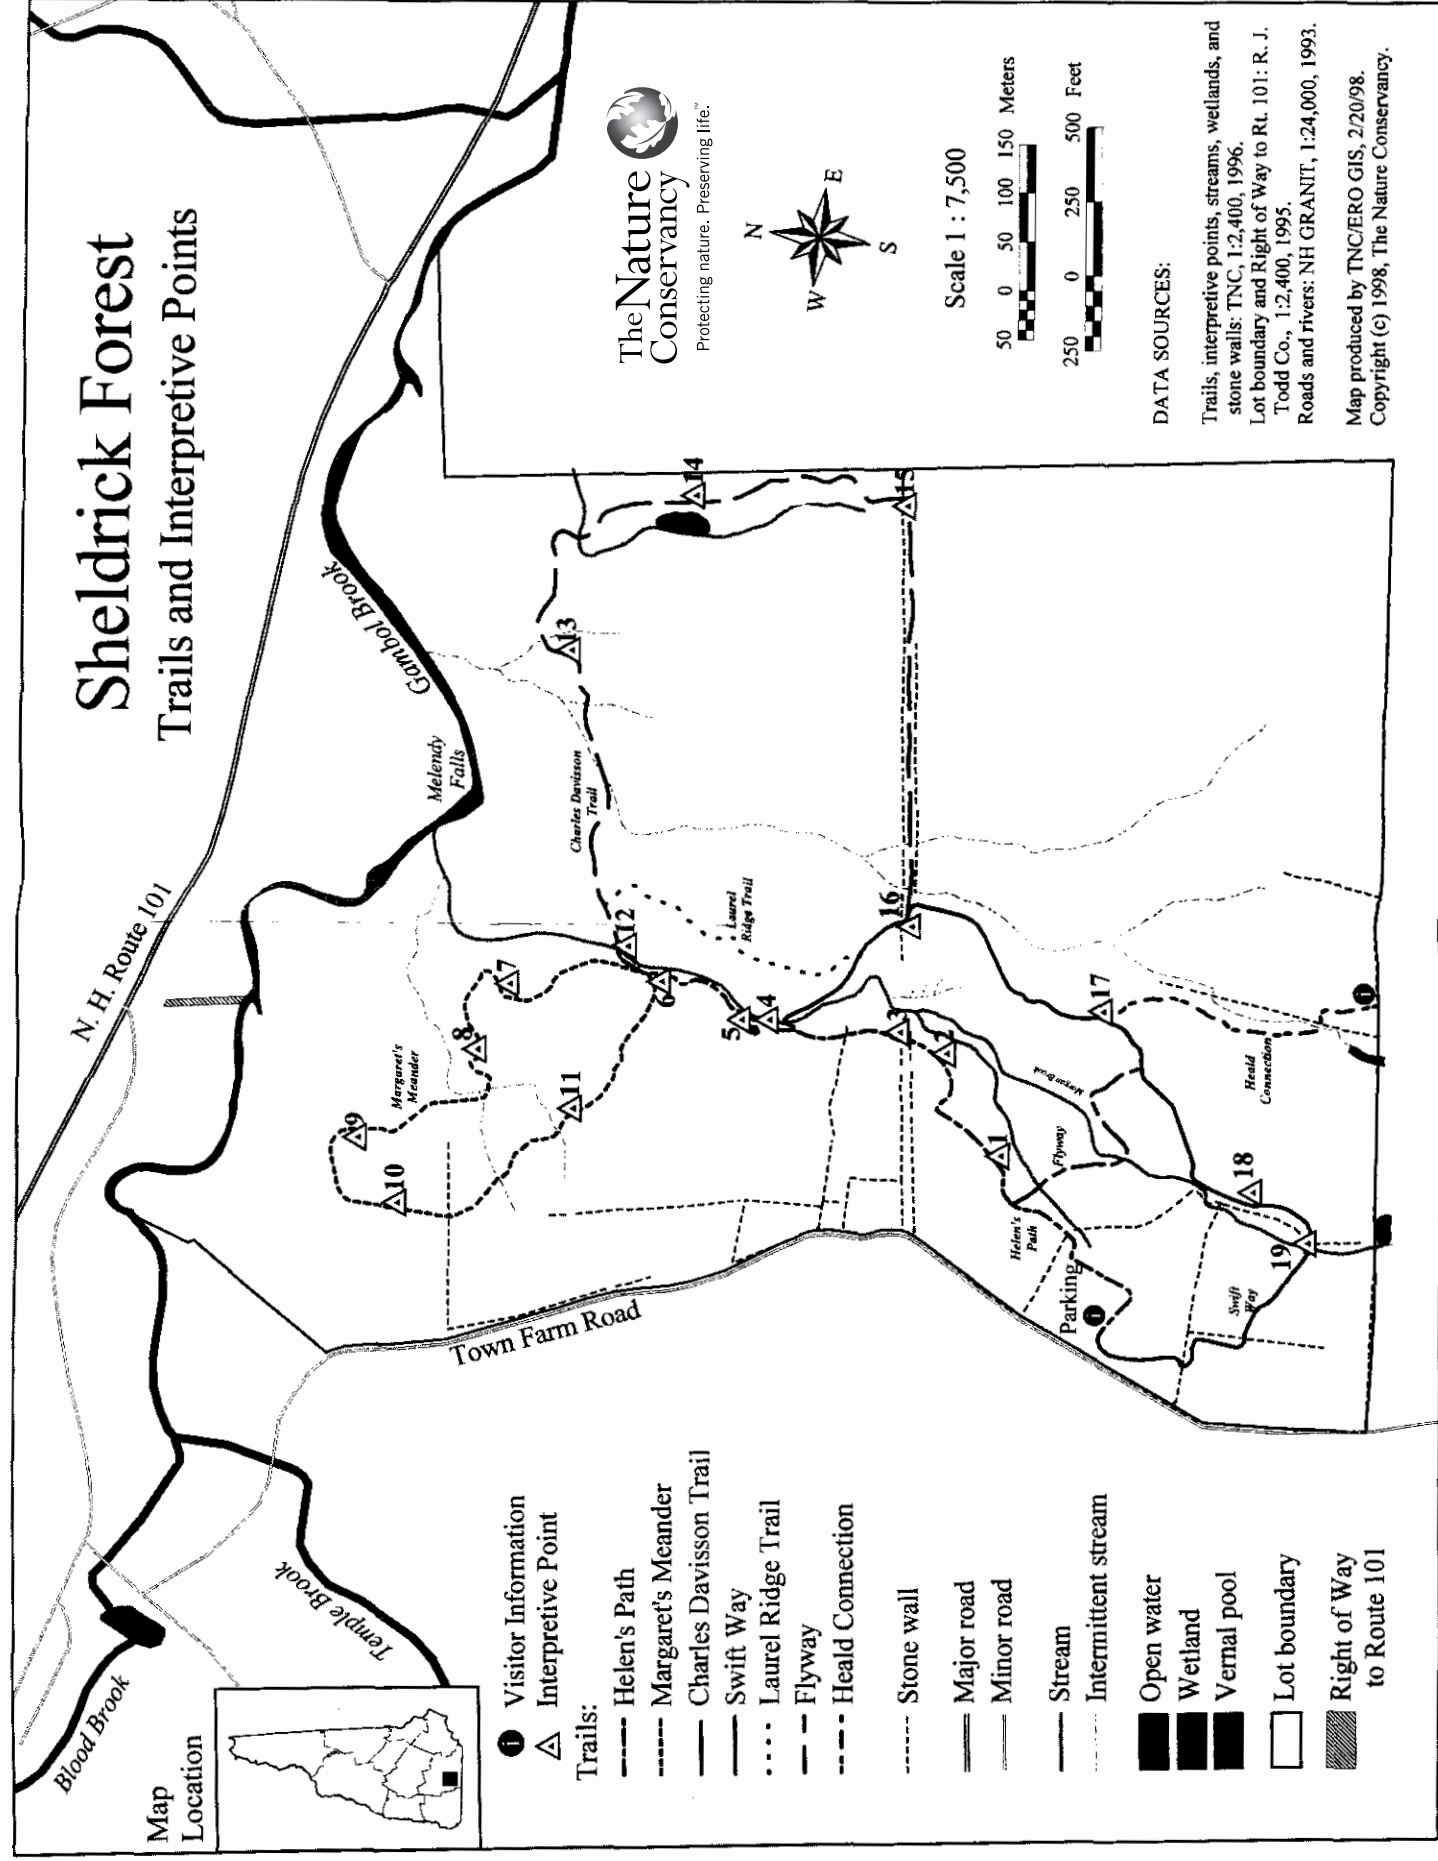 Sheldrick Forest
Trails and Interpretive Points
N. H. Route 101
Gambol Brook
Melendy
Falls
Charles Davisson
Trail
Laurel
Ridge Trail
Margaret's
Meander
Town Farm Road
Helen's
Path
Flyway
Morgan Brook
Heald
Connection
Swift
Way
Parking
i
i
1
2
3
4
5
6
7
8
9
10
11
12
13
14
15
16
17
18
19
Blood Brook
Temple Brook
Map
Location
i Visitor Information
Interpretive Point
Trails:
Helen's Path
Margaret's Meander
Charles Davisson Trail
Swift Way
Laurel Ridge Trail
Flyway
Heald Connection
Stone wall
Major road
Minor road
Stream
Intermittent stream
Open water
Wetland
Vernal pool
Lot boundary
Right of Way
to Route 101
The Nature
Conservancy
Protecting nature. Preserving life.™
N
E
S
W
Scale 1 : 7,500
50 0 50 100 150 Meters
250 0 250 500 Feet
DATA SOURCES:
Trails, interpretive points, streams, wetlands, and
stone walls: TNC, 1:2,400, 1996.
Lot boundary and Right of Way to Rt. 101: R. J.
Todd Co., 1:2,400, 1995.
Roads and rivers: NH GRANIT, 1:24,000, 1993.
Map produced by TNC/ERO GIS, 2/20/98.
Copyright (c) 1998, The Nature Conservancy.